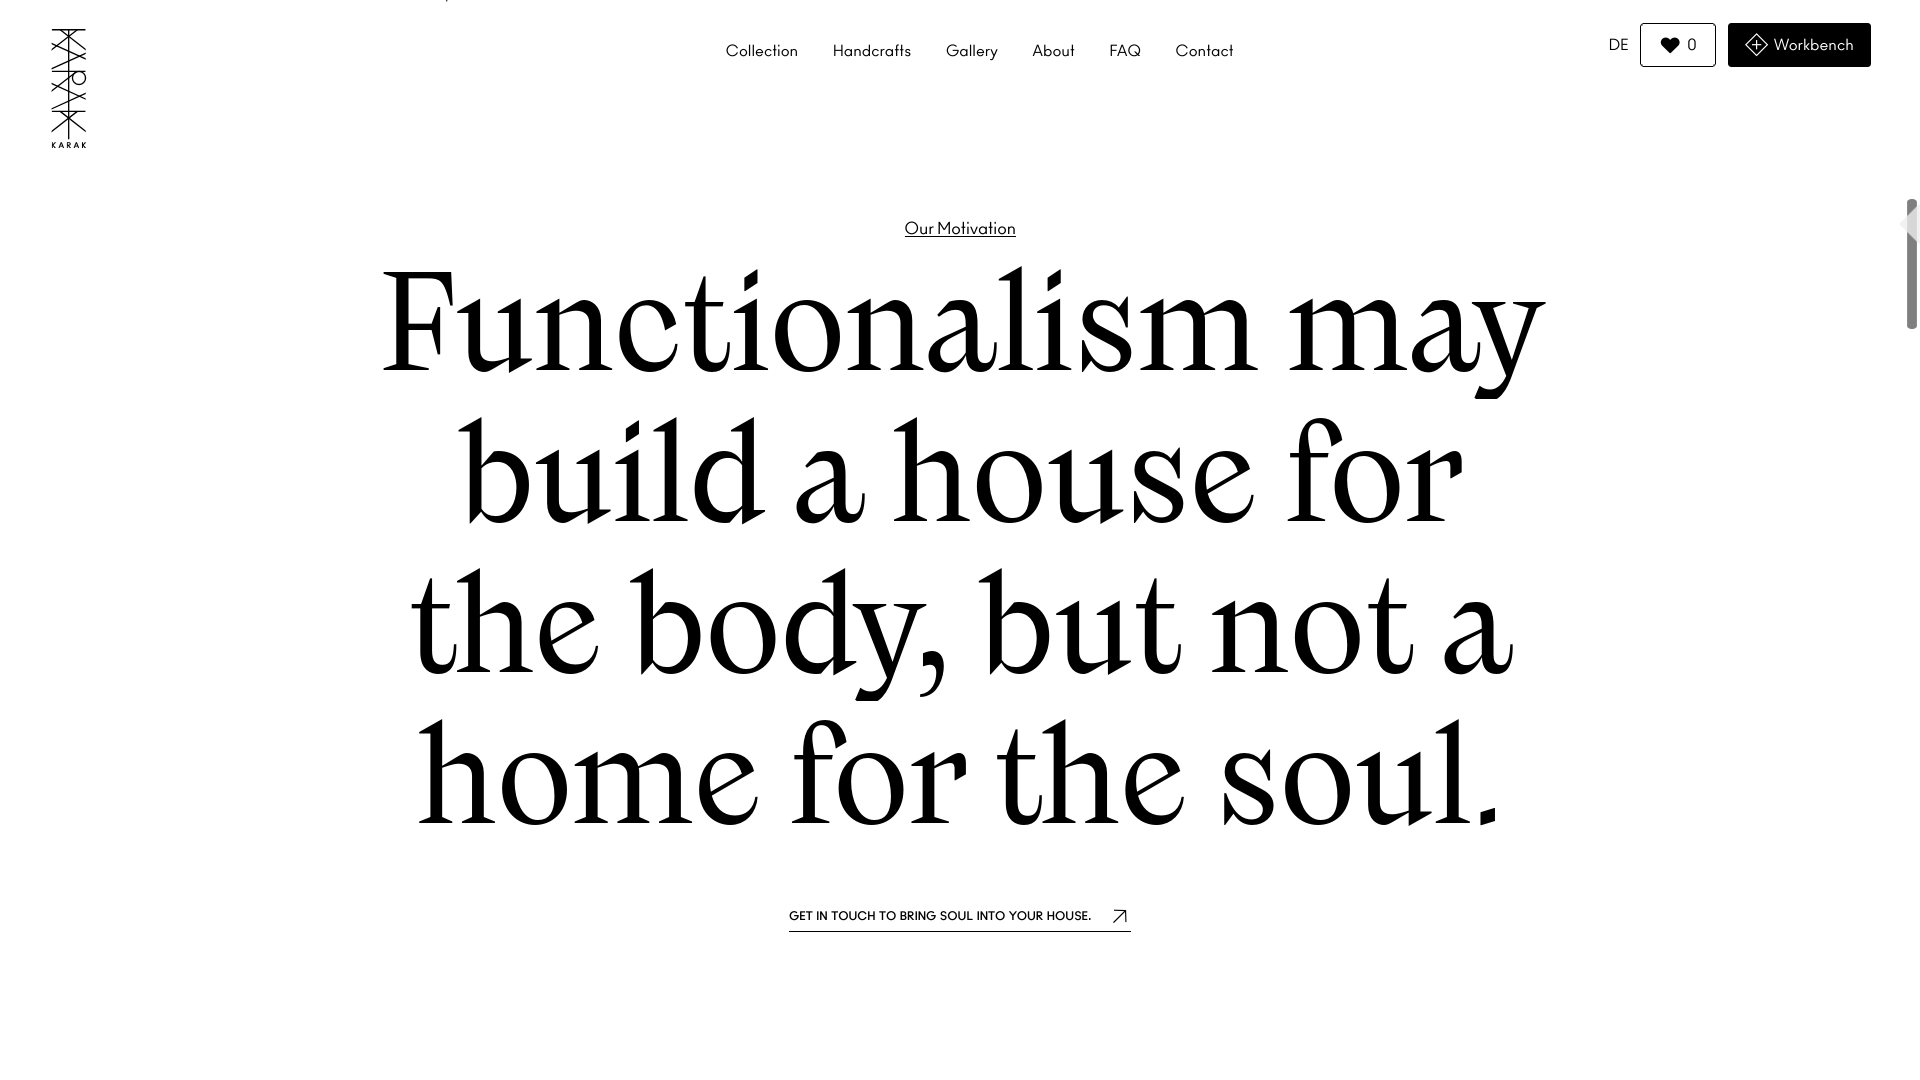 KARAK
KARAK
Collection
Handcrafts
Gallery
About
FAQ
Contact
DE
0
Workbench
Our Motivation
Functionalism may
build a house for
the body, but not a
home for the soul.
GET IN TOUCH TO BRING SOUL INTO YOUR HOUSE.